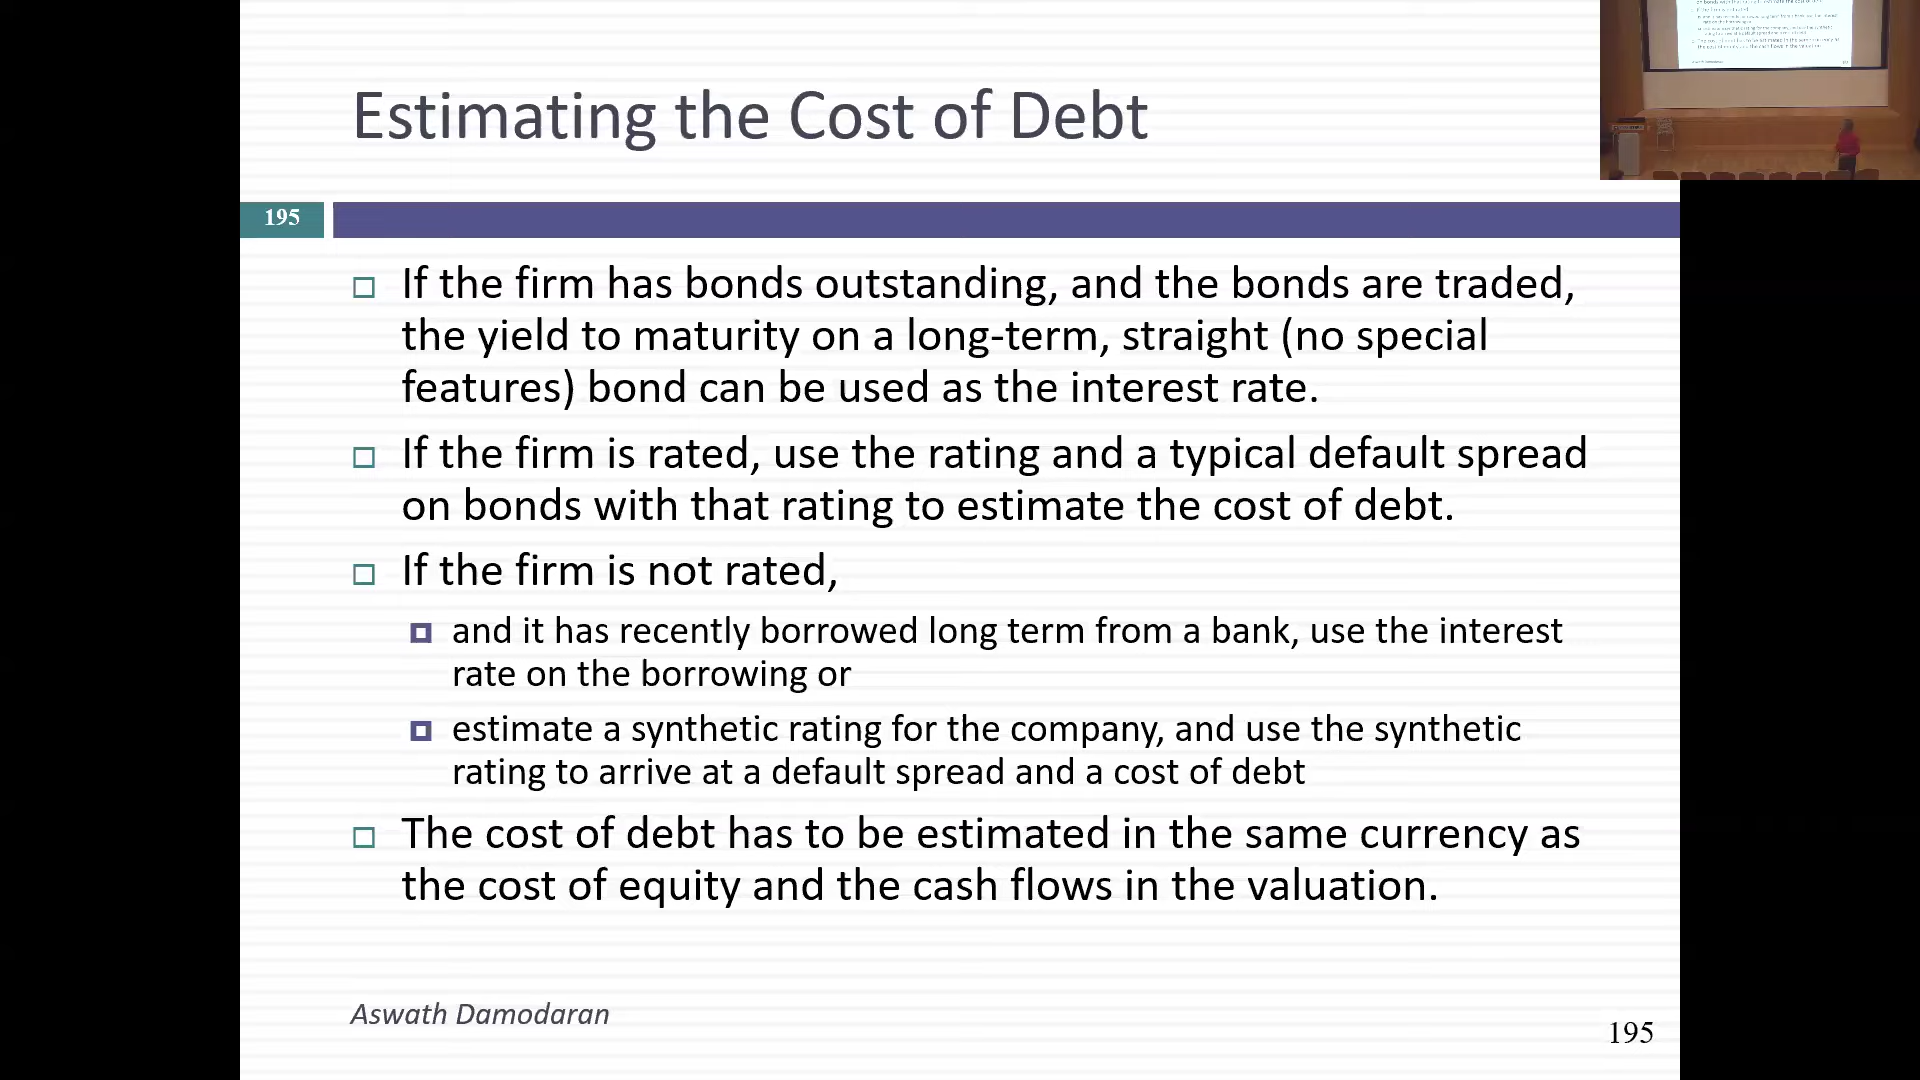 Estimating the Cost of Debt
195
If the firm has bonds outstanding, and the bonds are traded,
the yield to maturity on a long-term, straight (no special
features) bond can be used as the interest rate.
If the firm is rated, use the rating and a typical default spread
on bonds with that rating to estimate the cost of debt.
If the firm is not rated,
and it has recently borrowed long term from a bank, use the interest
rate on the borrowing or
estimate a synthetic rating for the company, and use the synthetic
rating to arrive at a default spread and a cost of debt
The cost of debt has to be estimated in the same currency as
the cost of equity and the cash flows in the valuation.
Aswath Damodaran
195